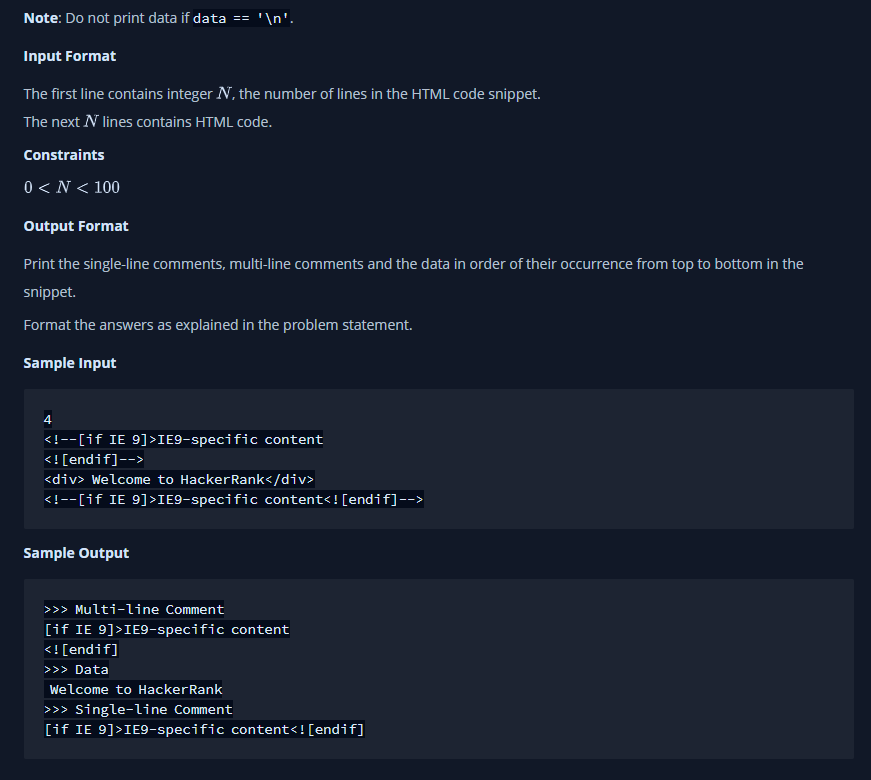 Note: Do not print data if data == '\n'.
Input Format
The first line contains integer N, the number of lines in the HTML code snippet.
The next N lines contains HTML code.
Constraints
0 < N < 100
Output Format
Print the single-line comments, multi-line comments and the data in order of their occurrence from top to bottom in the
snippet.
Format the answers as explained in the problem statement.
Sample Input
4
<!--[if IE 9]>IE9-specific content
<![endif]-->
<div> Welcome to HackerRank</div>
<!--[if IE 9]>IE9-specific content<![endif]-->
Sample Output
>>> Multi-line Comment
[if IE 9]>IE9-specific content
<![endif]
>>> Data
 Welcome to HackerRank
>>> Single-line Comment
[if IE 9]>IE9-specific content<![endif]